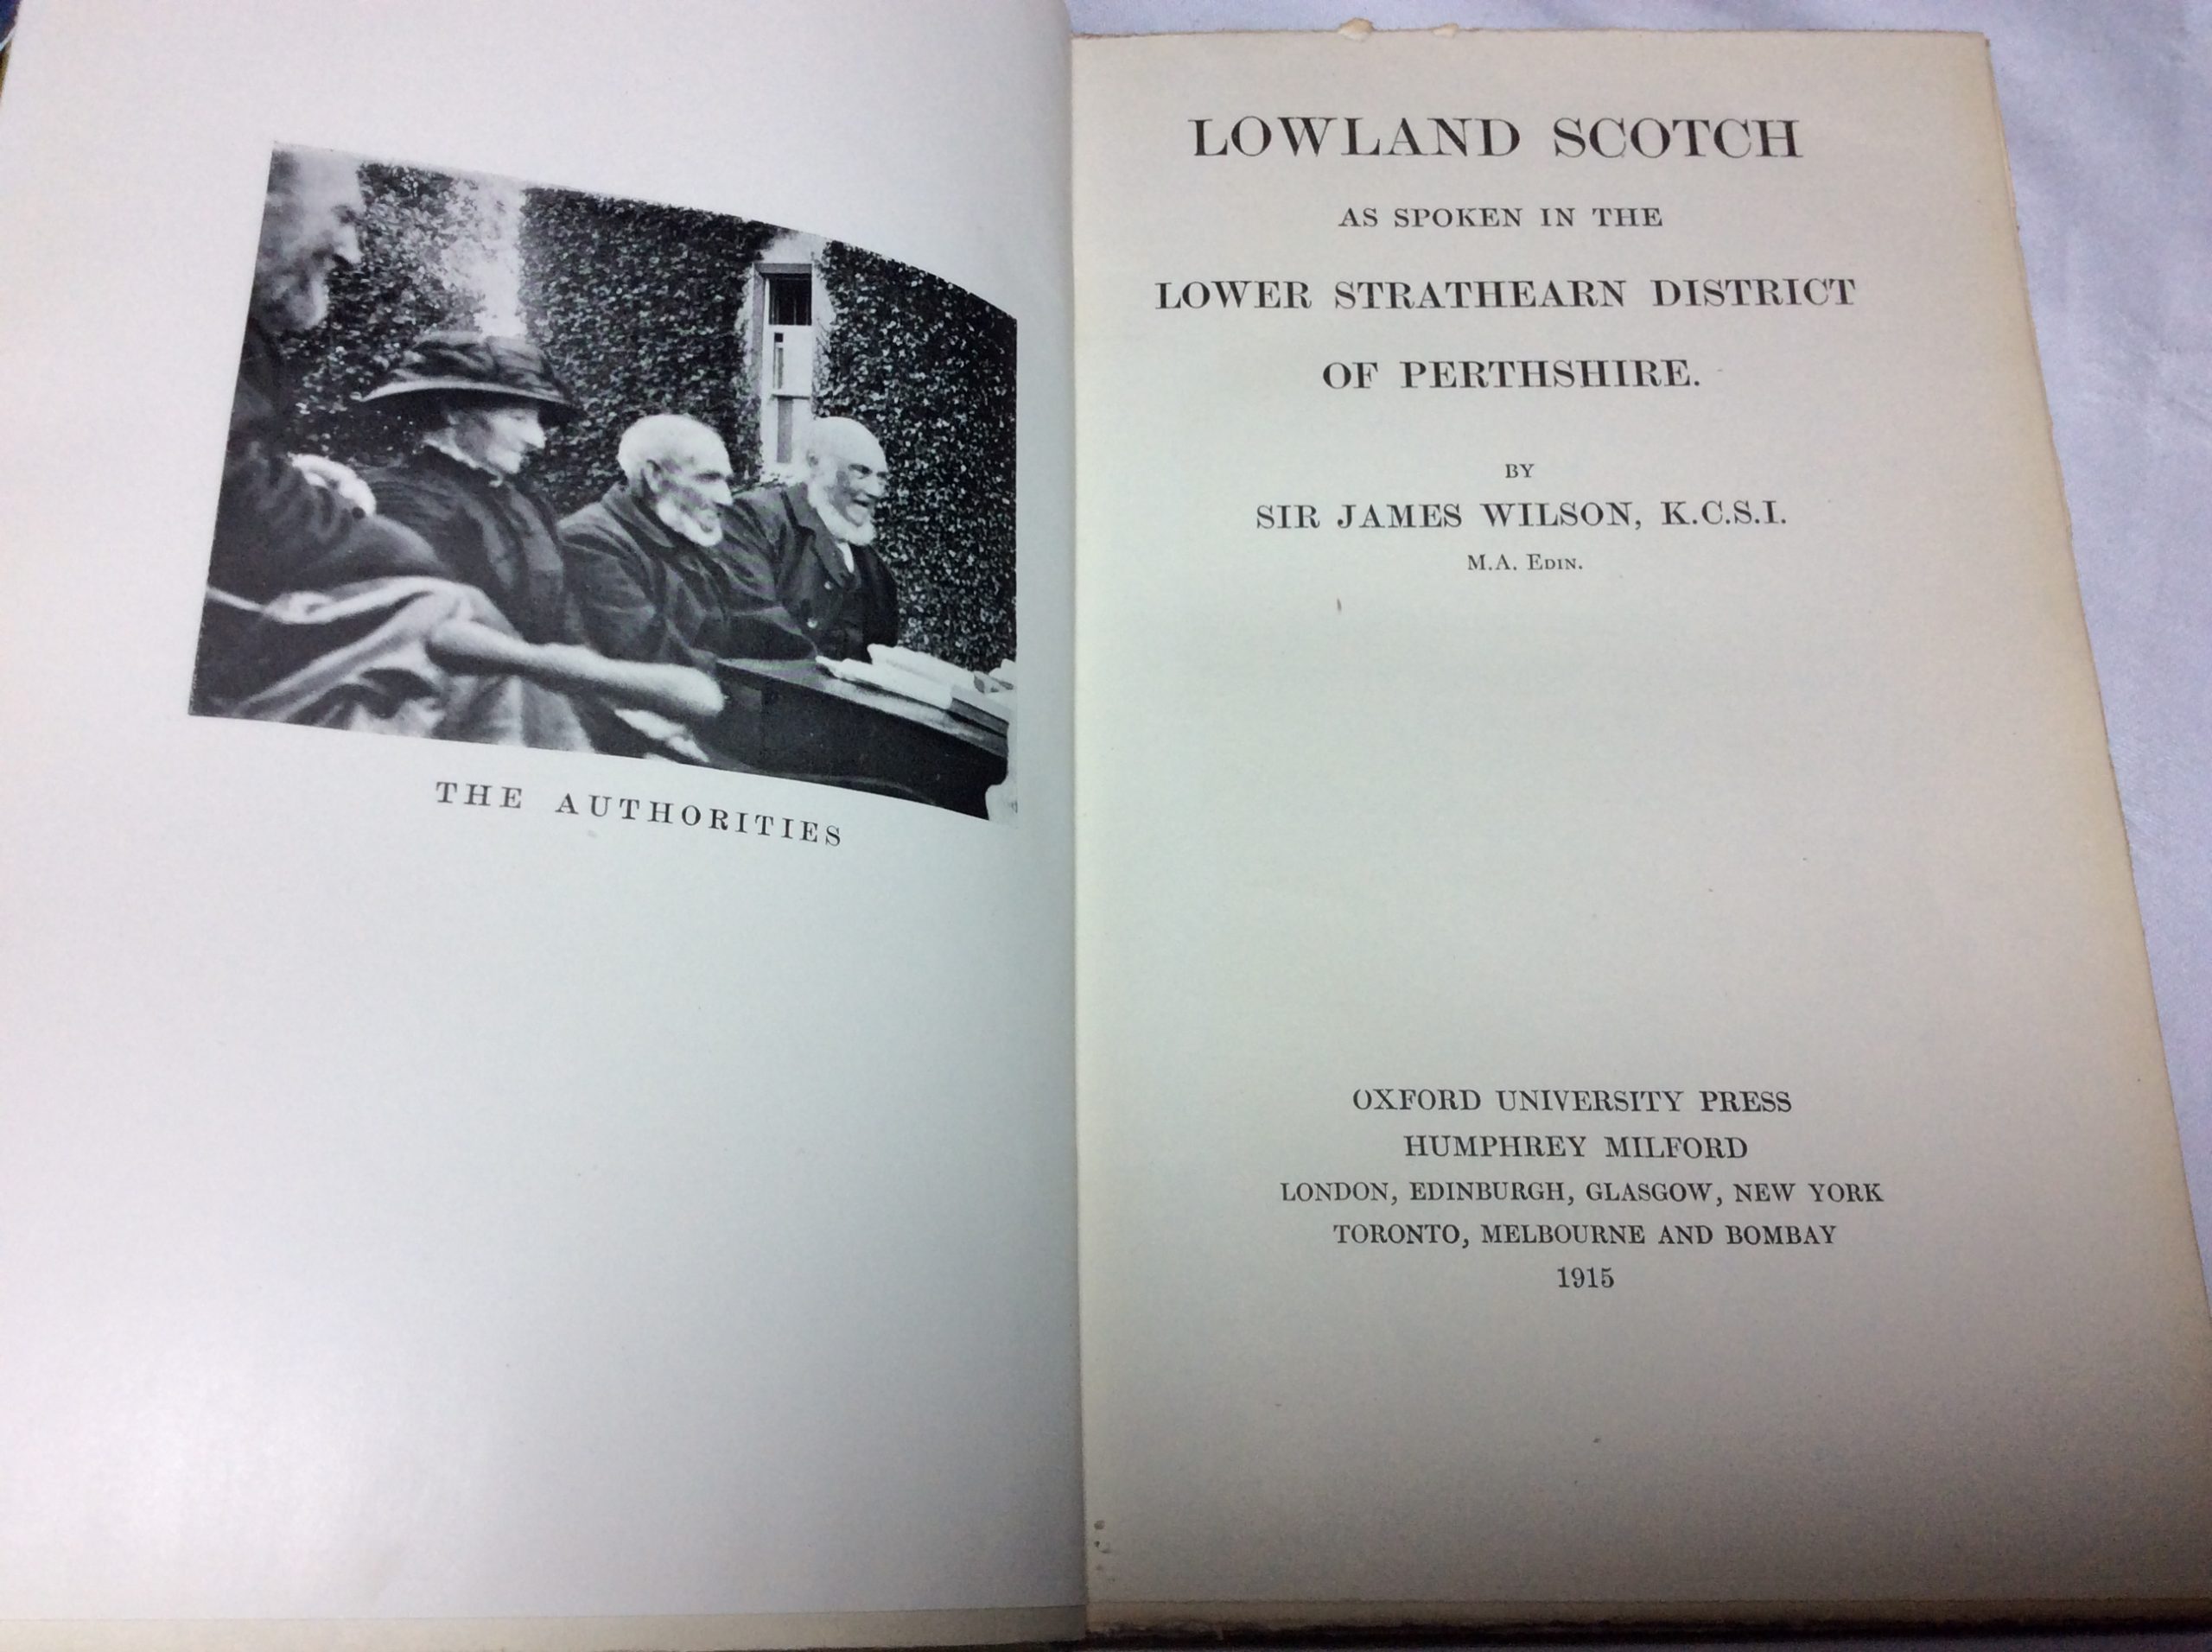 THE AUTHORITIES
LOWLAND SCOTCH
AS SPOKEN IN THE
LOWER STRATHEARN DISTRICT
OF PERTHSHIRE.
BY
SIR JAMES WILSON, K.C.S.I.
M.A. EDIN.
OXFORD UNIVERSITY PRESS
HUMPHREY MILFORD
LONDON, EDINBURGH, GLASGOW, NEW YORK
TORONTO, MELBOURNE AND BOMBAY
1915